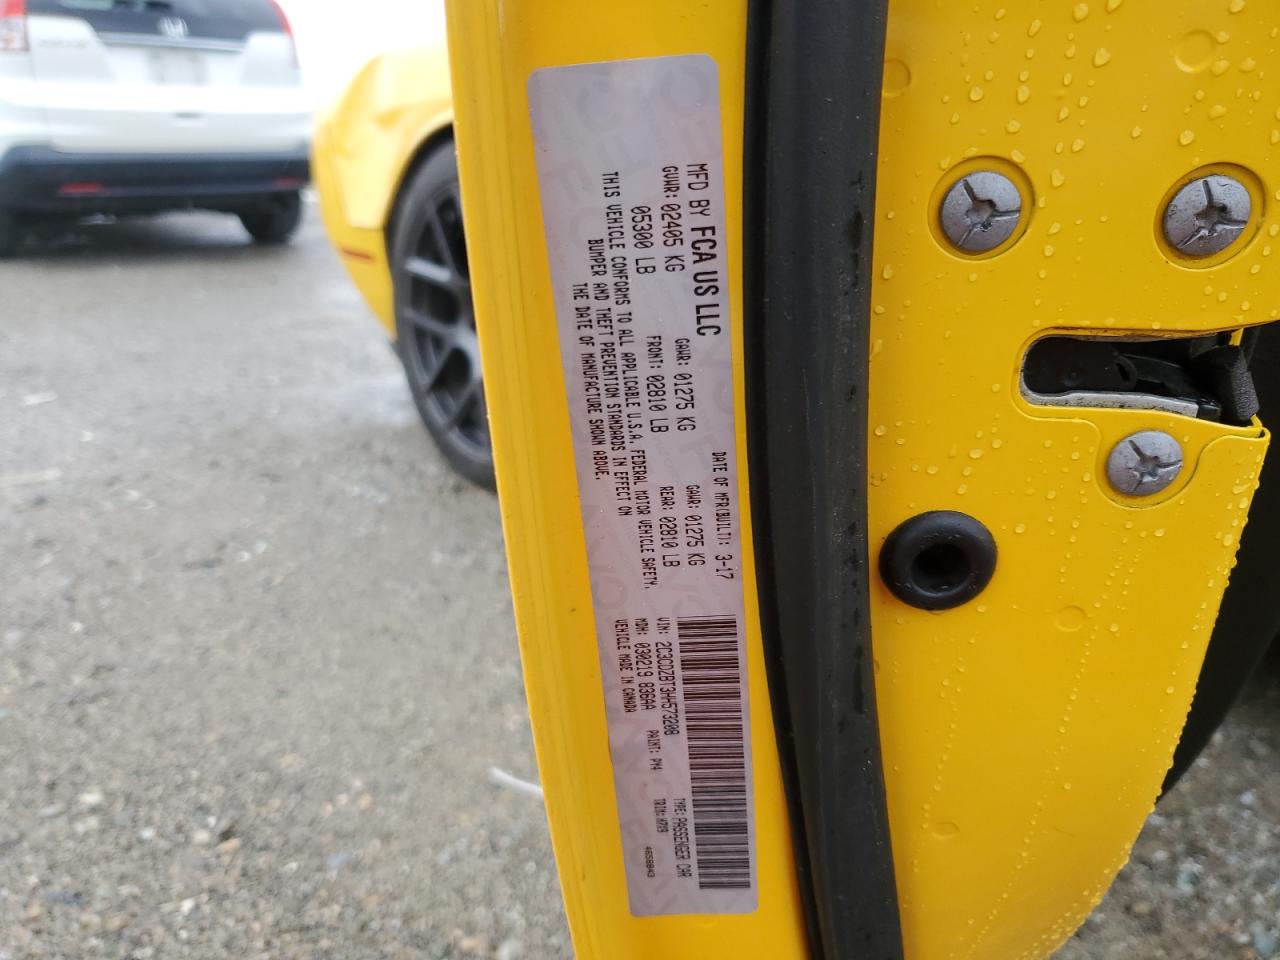 MFD BY FCA US LLC
DATE OF MFR(BUILT): 3-17
GVWR: 02405 KG
GAWR: 01275 KG
GAWR: 01275 KG
05300 LB
FRONT: 02810 LB
REAR: 02810 LB
THIS VEHICLE CONFORMS TO ALL APPLICABLE U.S.A. FEDERAL MOTOR VEHICLE SAFETY,
BUMPER AND THEFT PREVENTION STANDARDS IN EFFECT ON
THE DATE OF MANUFACTURE SHOWN ABOVE.
VIN: 2C3CDZBT3HH573208
TYPE: PASSENGER CAR
MDH: 030219 836AA
PAINT: PY4
TRIM:
VEHICLE MADE IN CANADA